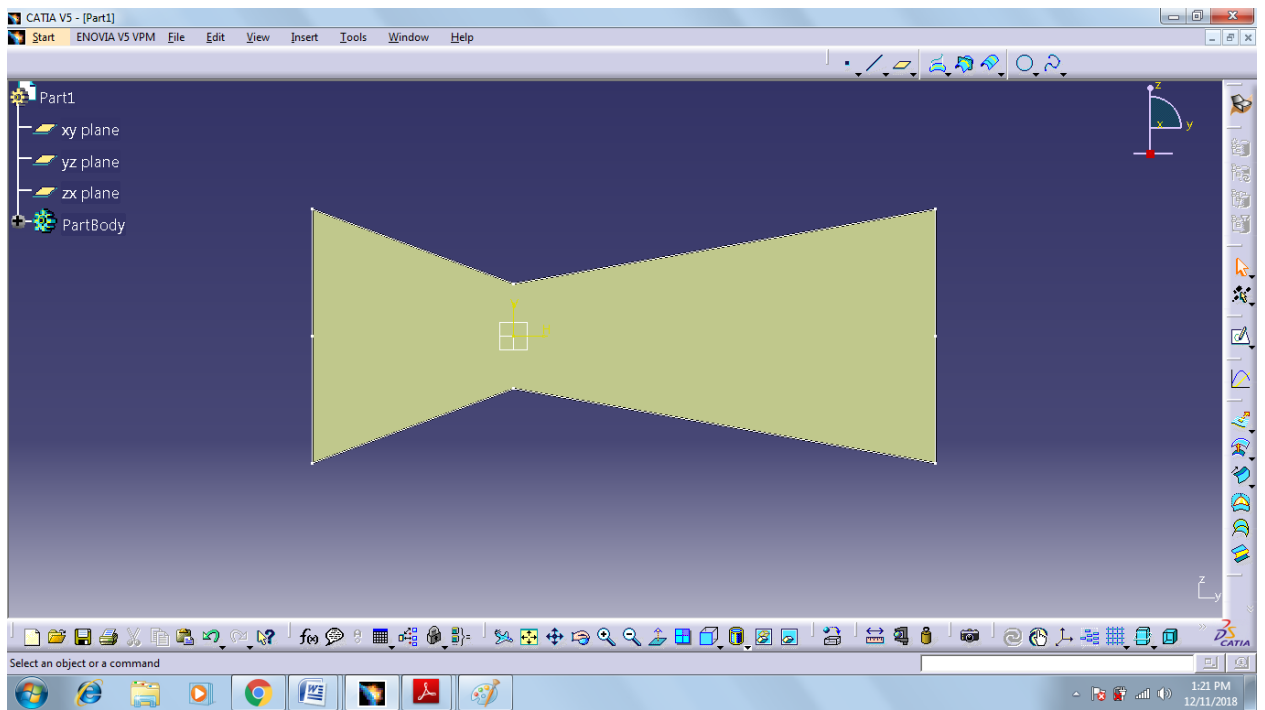 CATIA V5 - [Part1]
Start ENOVIA V5 VPM File Edit View Insert Tools Window Help
Part1
xy plane
yz plane
zx plane
PartBody
z
x y
z
y
f(x)
CATIA
Select an object or a command
1:21 PM
12/11/2018